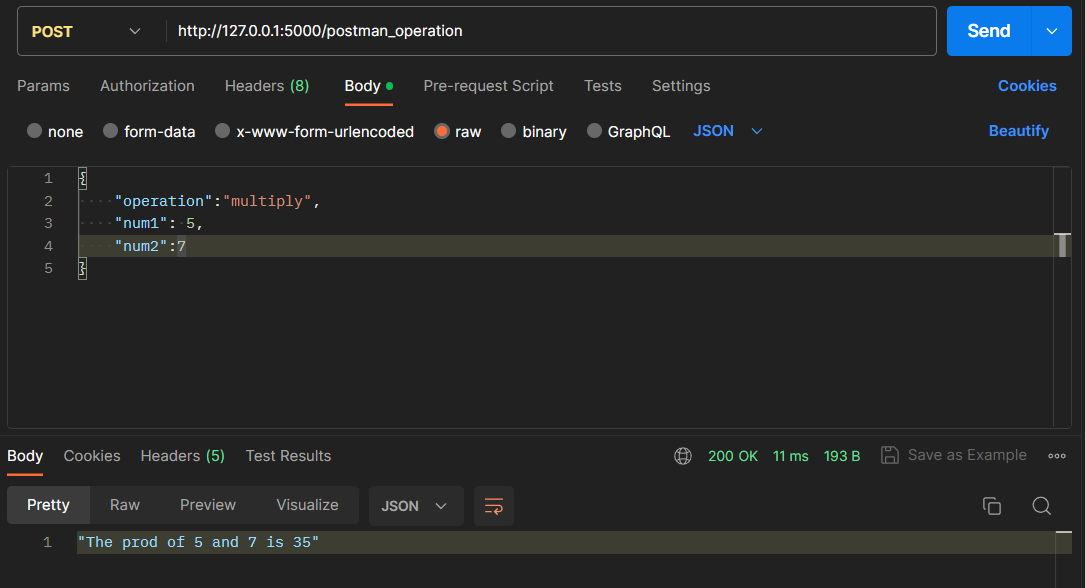 POST http://127.0.0.1:5000/postman_operation Send
Params Authorization Headers (8) Body Pre-request Script Tests Settings Cookies
none form-data x-www-form-urlencoded raw binary GraphQL JSON Beautify
1 {
2 "operation":"multiply",
3 "num1": 5,
4 "num2":7
5 }
Body Cookies Headers (5) Test Results 200 OK 11 ms 193 B Save as Example
Pretty Raw Preview Visualize JSON
1 "The prod of 5 and 7 is 35"